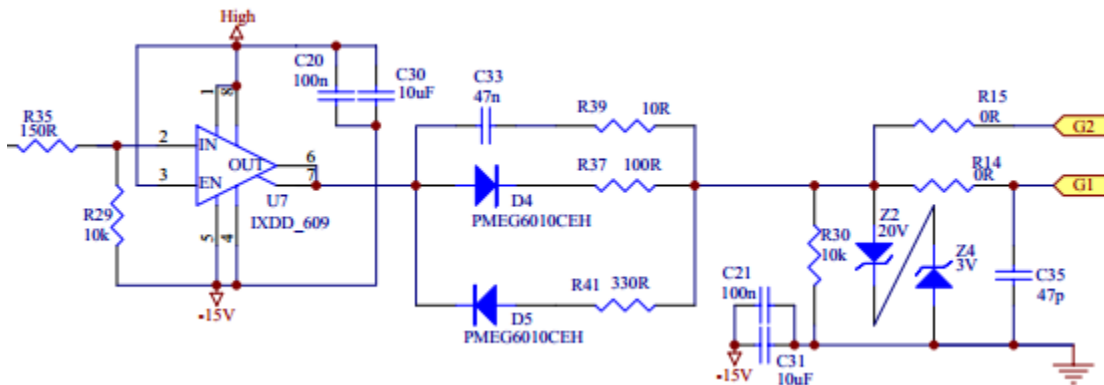 High
C20
100n
C30
10uF
1
8
R35
150R
2
IN
OUT
6
7
3
EN
U7
IXDD_609
R29
10k
5
4
-15V
C33
47n
R39
10R
R37
100R
D4
PMEG6010CEH
R41
330R
D5
PMEG6010CEH
R15
0R
G2
R14
0R
G1
R30
10k
Z2
20V
Z4
3V
C35
47p
C21
100n
-15V
C31
10uF